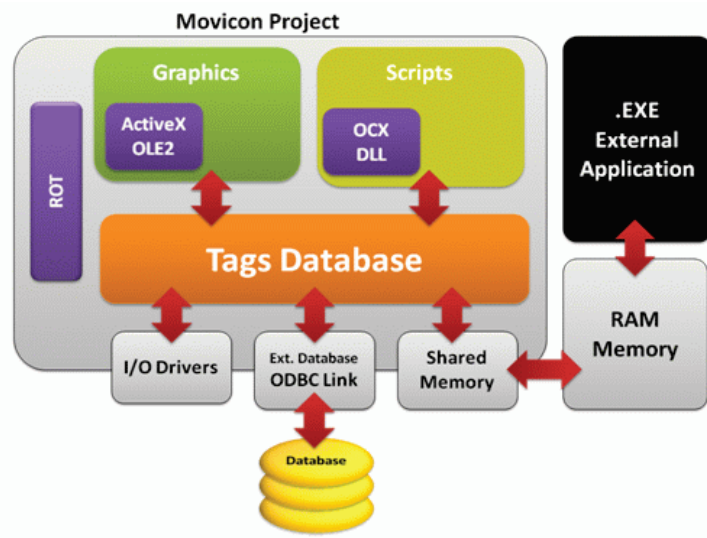 Movicon Project
Graphics
ActiveX
OLE2
Scripts
OCX
DLL
ROT
Tags Database
I/O Drivers
Ext. Database
ODBC Link
Shared
Memory
Database
.EXE
External
Application
RAM
Memory